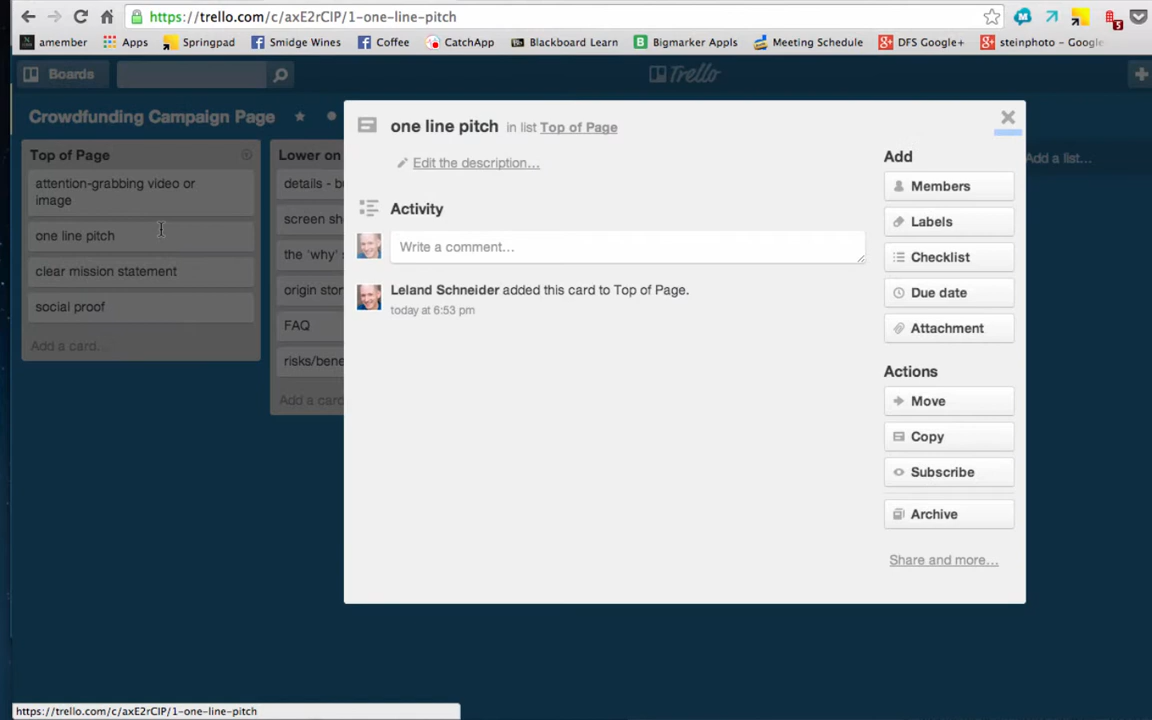 https://trello.com/c/axE2rClP/1-one-line-pitch
5
amember Apps Springpad Smidge Wines Coffee CatchApp Blackboard Learn Bigmarker Appls Meeting Schedule DFS Google+ steinphoto – Google
Boards
Trello
Crowdfunding Campaign Page
Top of Page
attention-grabbing video or
image
one line pitch
clear mission statement
social proof
Add a card...
Lower on
details - b
screen sh
the 'why'
origin stor
FAQ
risks/bene
Add a card
one line pitch in list Top of Page
Edit the description...
Activity
Write a comment...
Leland Schneider added this card to Top of Page.
today at 6:53 pm
Add
Members
Labels
Checklist
Due date
Attachment
Actions
Move
Copy
Subscribe
Archive
Share and more...
Add a list...
https://trello.com/c/axE2rClP/1-one-line-pitch